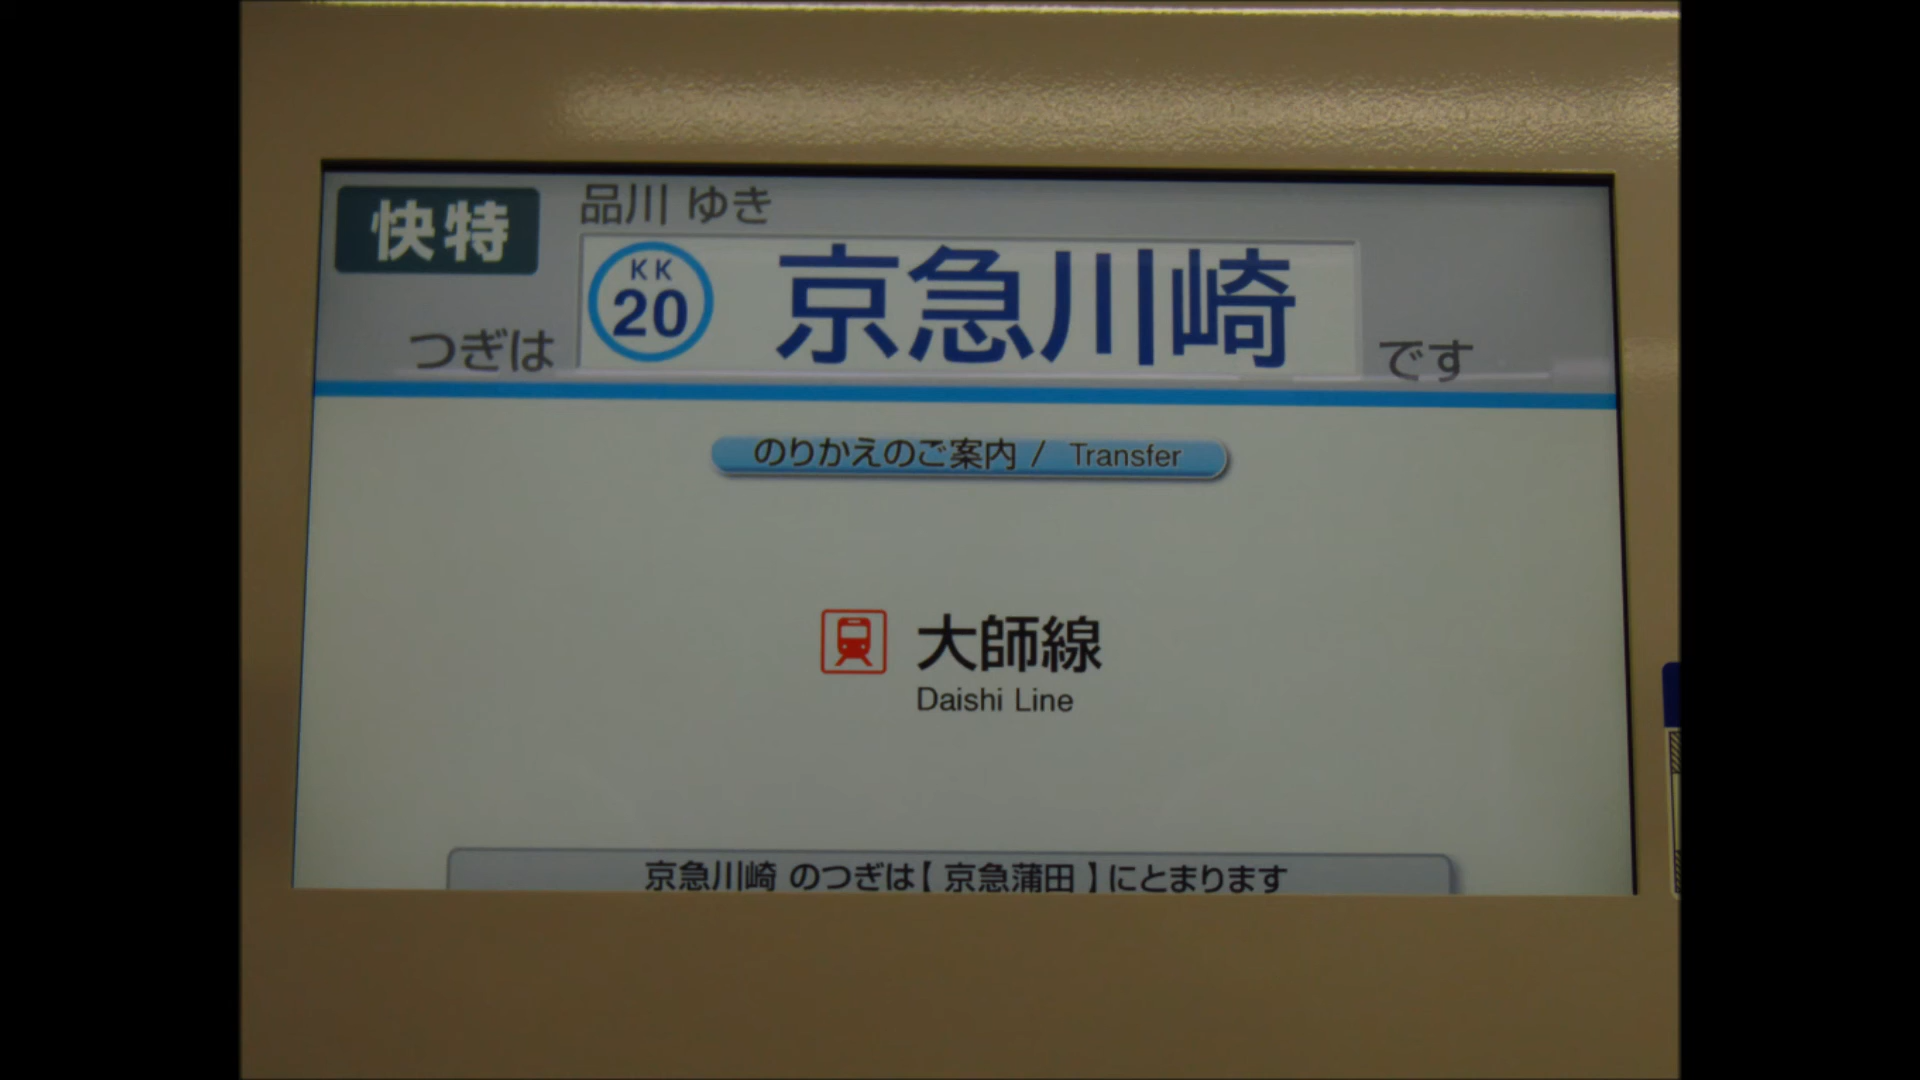 快特
品川 ゆき
つぎは
KK
20
京急川崎
です
のりかえのご案内 / Transfer
大師線
Daishi Line
京急川崎 のつぎは【 京急蒲田 】にとまります